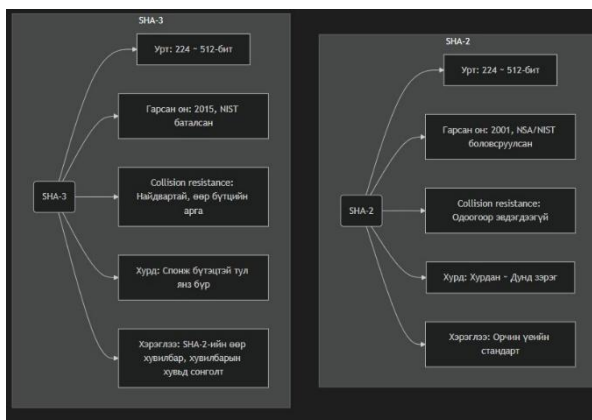 SHA-3
Урт: 224 – 512-бит
Гарсан он: 2015, NIST
баталсан
SHA-3
Collision resistance:
Найдвартай, өөр бүтцийн
арга
Хурд: Спонж бүтэцтэй тул
янз бүр
Хэрэглээ: SHA-2-ийн өөр
хувилбар, хувилбарын
хувьд сонголт
SHA-2
Урт: 224 – 512-бит
Гарсан он: 2001, NSA/NIST
боловсруулсан
SHA-2
Collision resistance:
Одоогоор эвдэгдээгүй
Хурд: Хурдан – Дунд зэрэг
Хэрэглээ: Орчин үеийн
стандарт